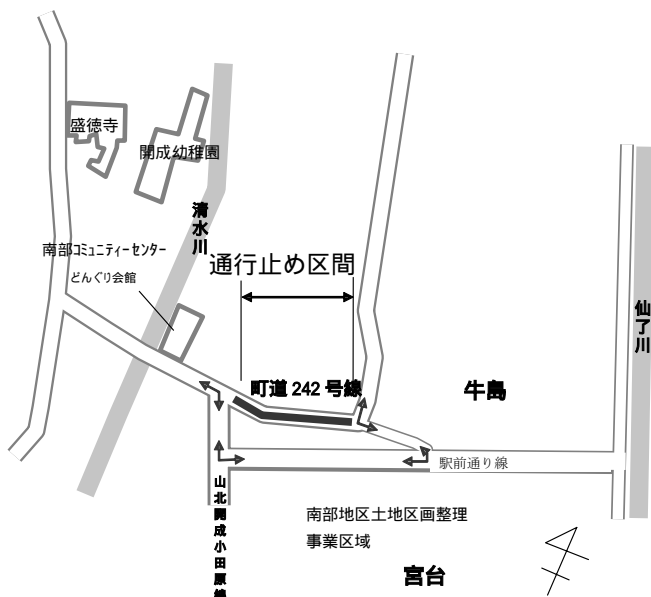 盛徳寺
開成幼稚園
清水川
南部コミュニティーセンター
どんぐり会館
通行止め区間
仙了川
町道 242 号線
牛島
駅前通り線
山北開成小田原線
南部地区土地区画整理
事業区域
宮台